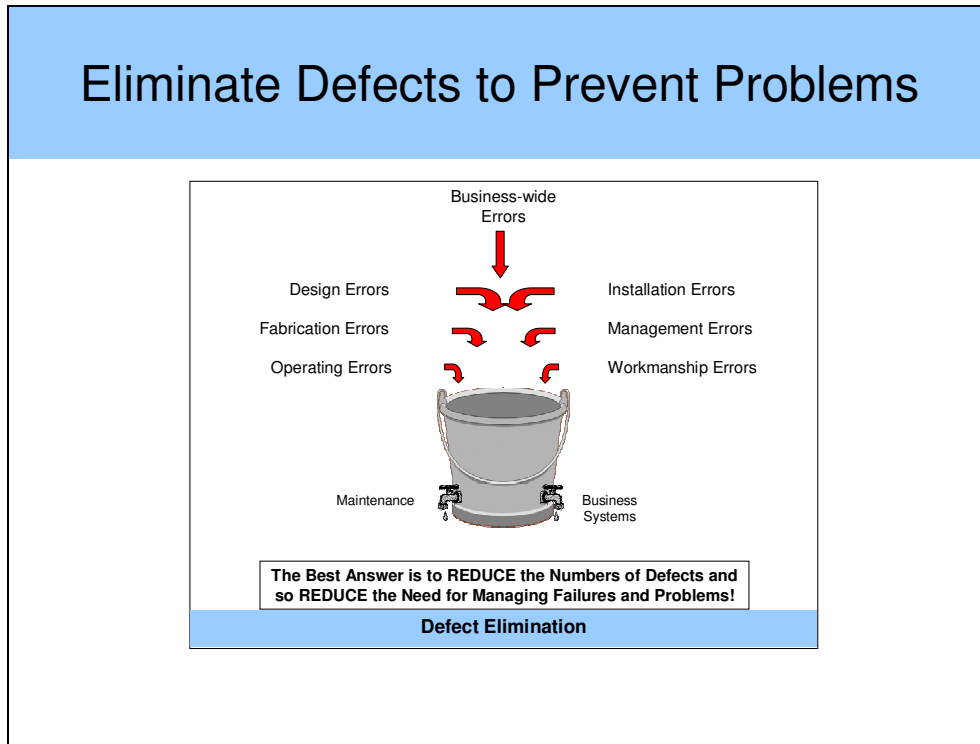 Eliminate Defects to Prevent Problems
Business-wide
Errors
Design Errors
Installation Errors
Fabrication Errors
Management Errors
Operating Errors
Workmanship Errors
Maintenance
Business
Systems
The Best Answer is to REDUCE the Numbers of Defects and
so REDUCE the Need for Managing Failures and Problems!
Defect Elimination